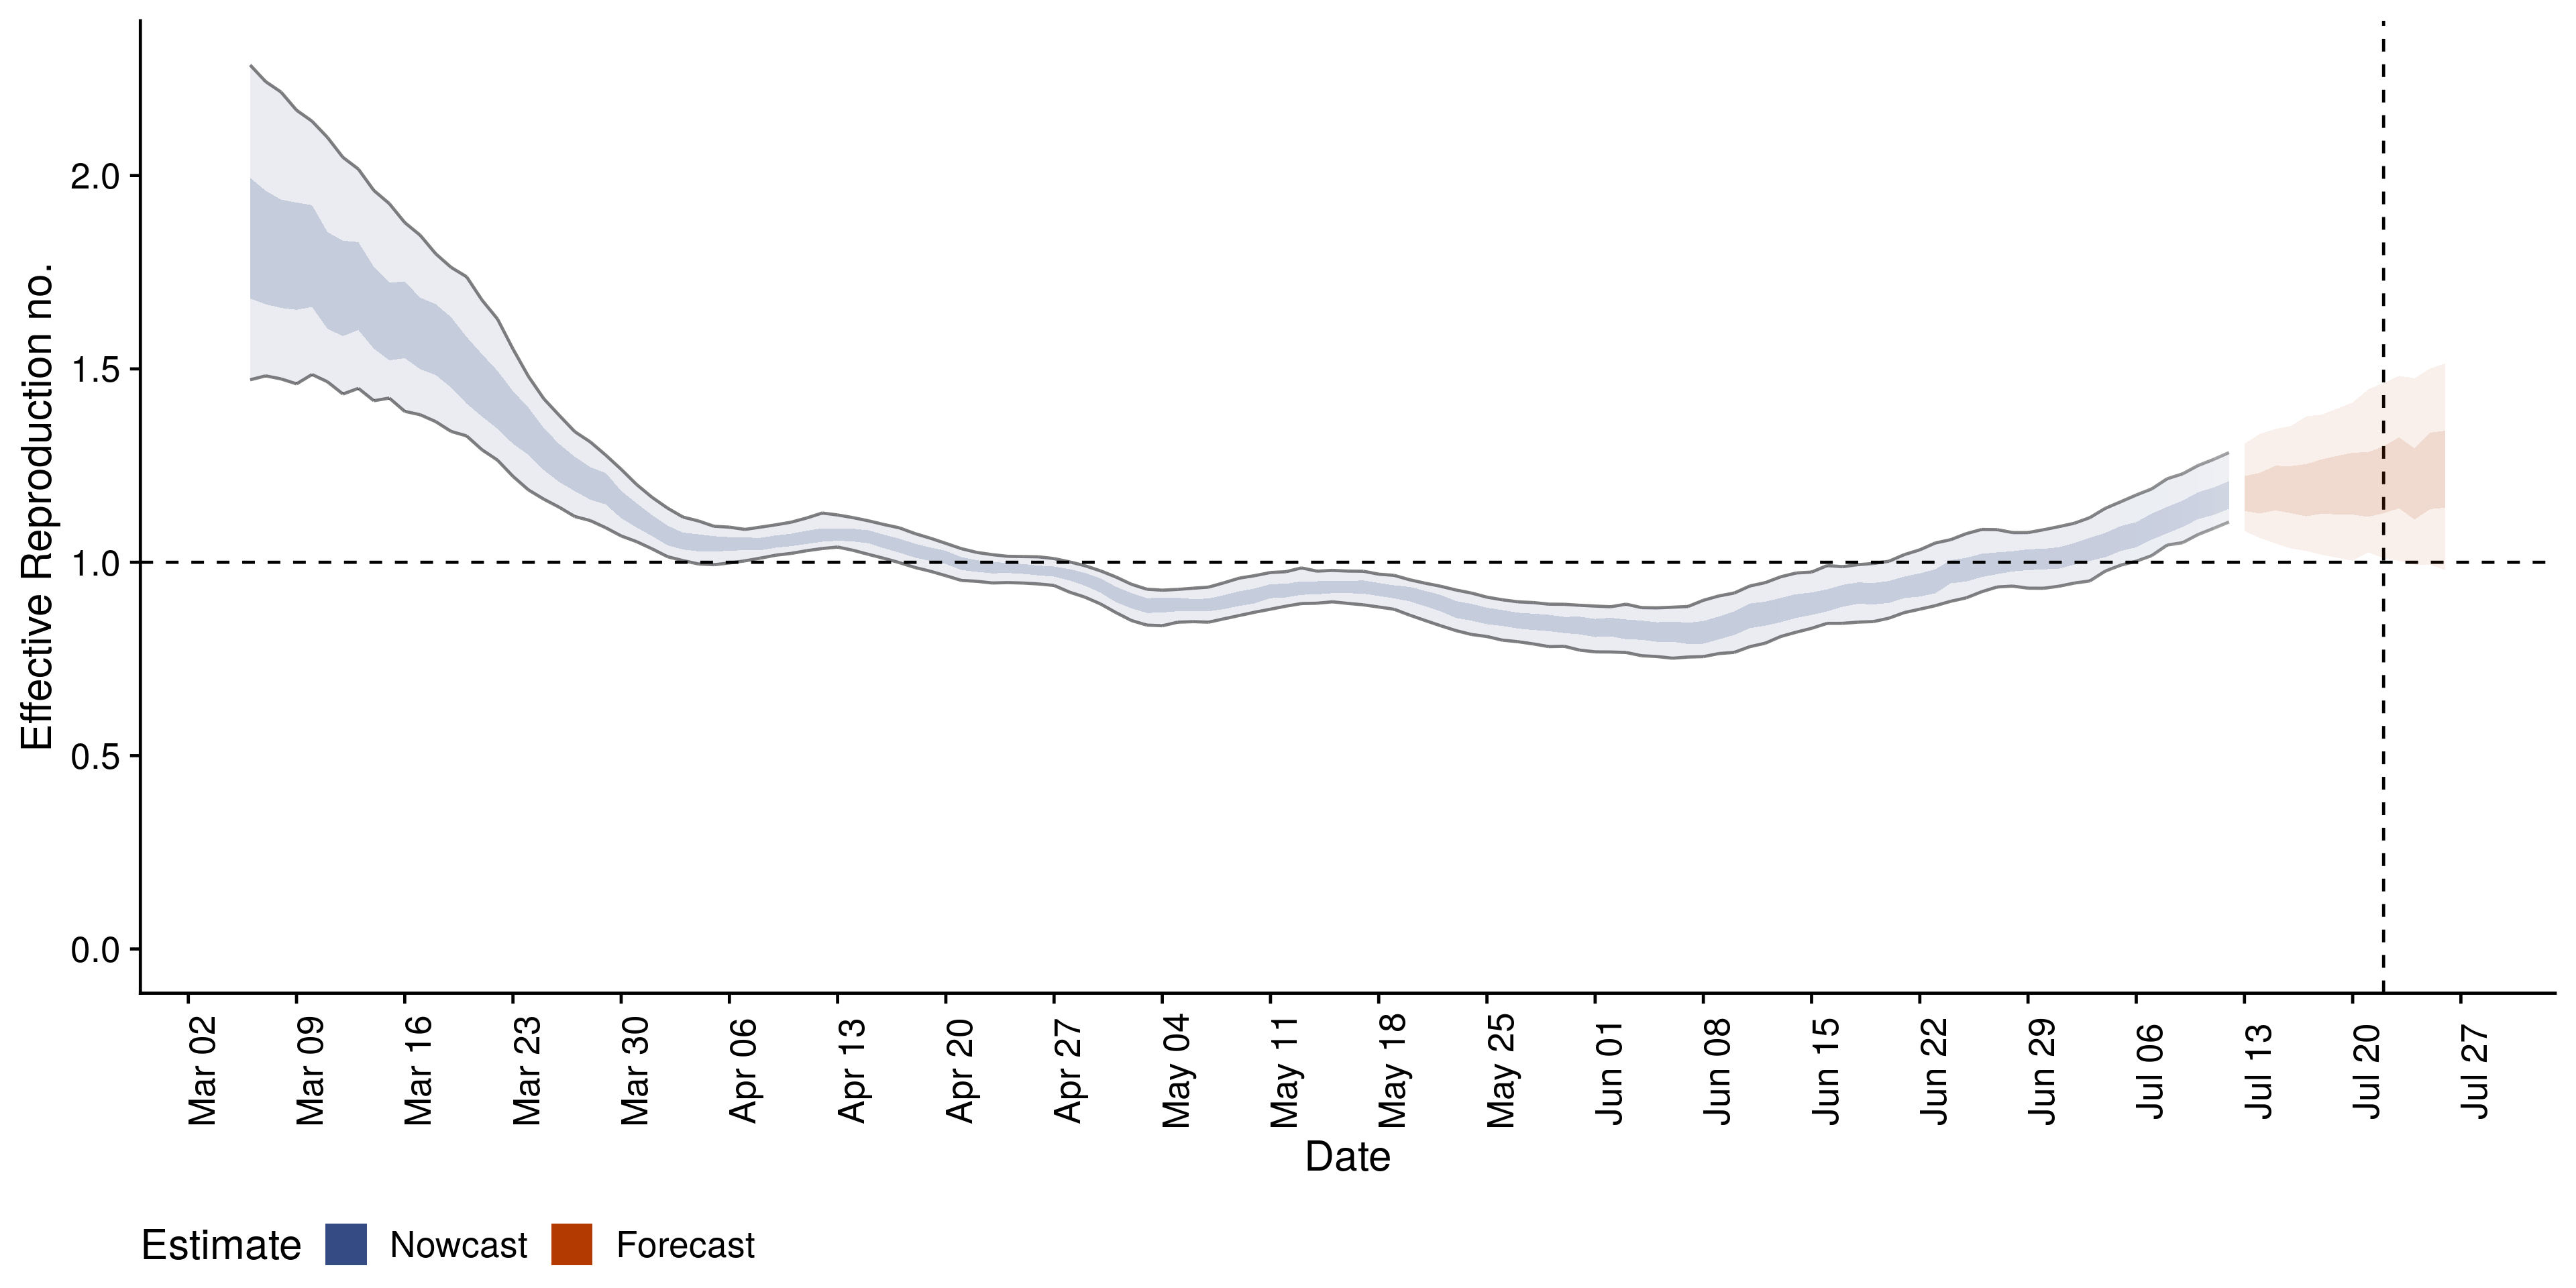 Effective Reproduction no.
2.0
1.5
1.0
0.5
0.0
Mar 02
Mar 09
Mar 16
Mar 23
Mar 30
Apr 06
Apr 13
Apr 20
Apr 27
May 04
May 11
May 18
May 25
Jun 01
Jun 08
Jun 15
Jun 22
Jun 29
Jul 06
Jul 13
Jul 20
Jul 27
Date
Estimate Nowcast Forecast